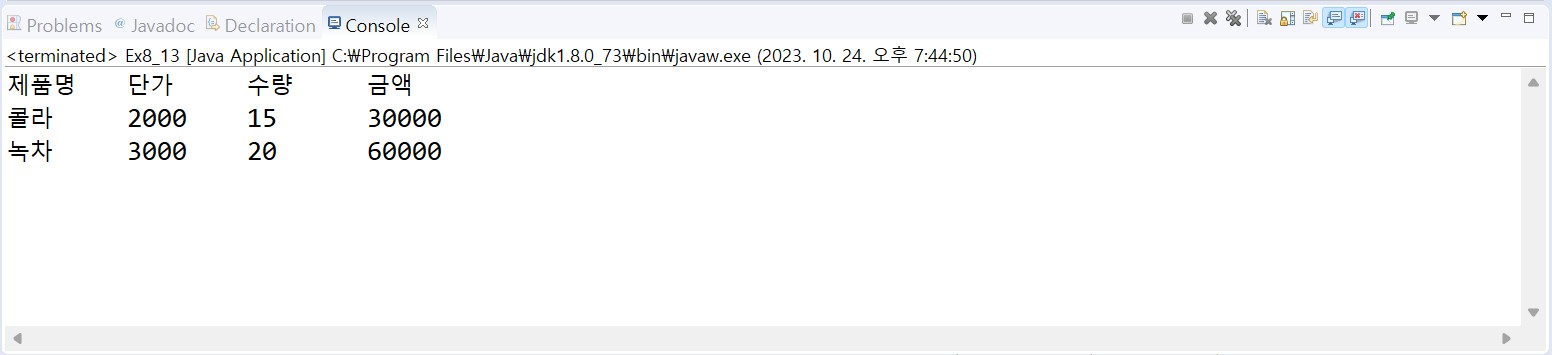 Problems @ Javadoc Declaration Console
<terminated> Ex8_13 [Java Application] C:₩Program Files₩Java₩jdk1.8.0_73₩bin₩javaw.exe (2023. 10. 24. 오후 7:44:50)
제품명 단가 수량 금액
콜라 2000 15 30000
녹차 3000 20 60000